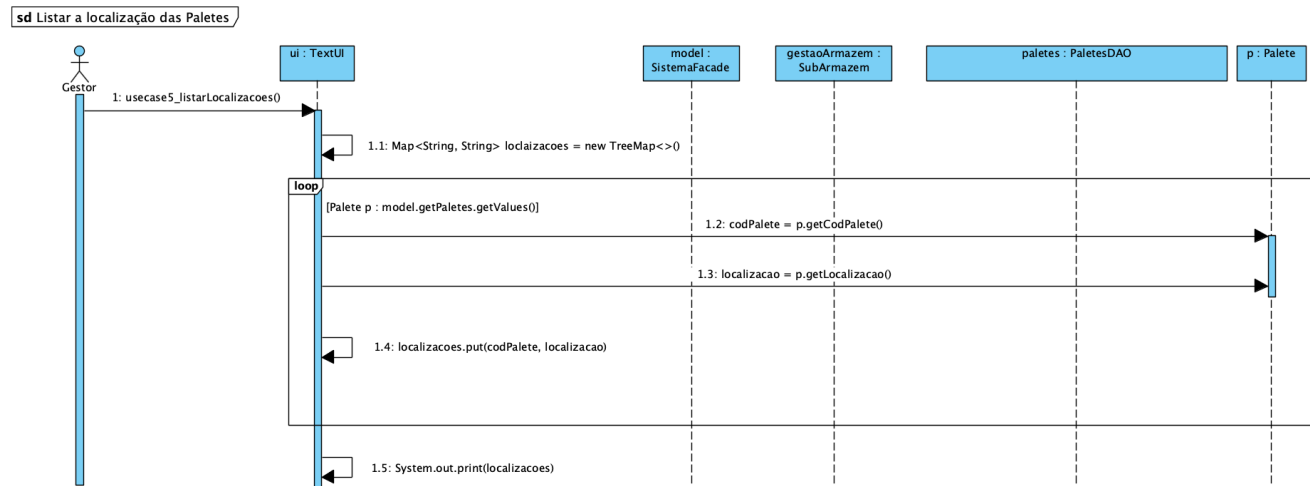 sd Listar a localização das Paletes
Gestor
ui : TextUI
model :
SistemaFacade
gestaoArmazem :
SubArmazem
paletes : PaletesDAO
p : Palete
1: usecase5_listarLocalizacoes()
1.1: Map<String, String> loclaizacoes = new TreeMap<>()
loop
[Palete p : model.getPaletes.getValues()]
1.2: codPalete = p.getCodPalete()
1.3: localizacao = p.getLocalizacao()
1.4: localizacoes.put(codPalete, localizacao)
1.5: System.out.print(localizacoes)